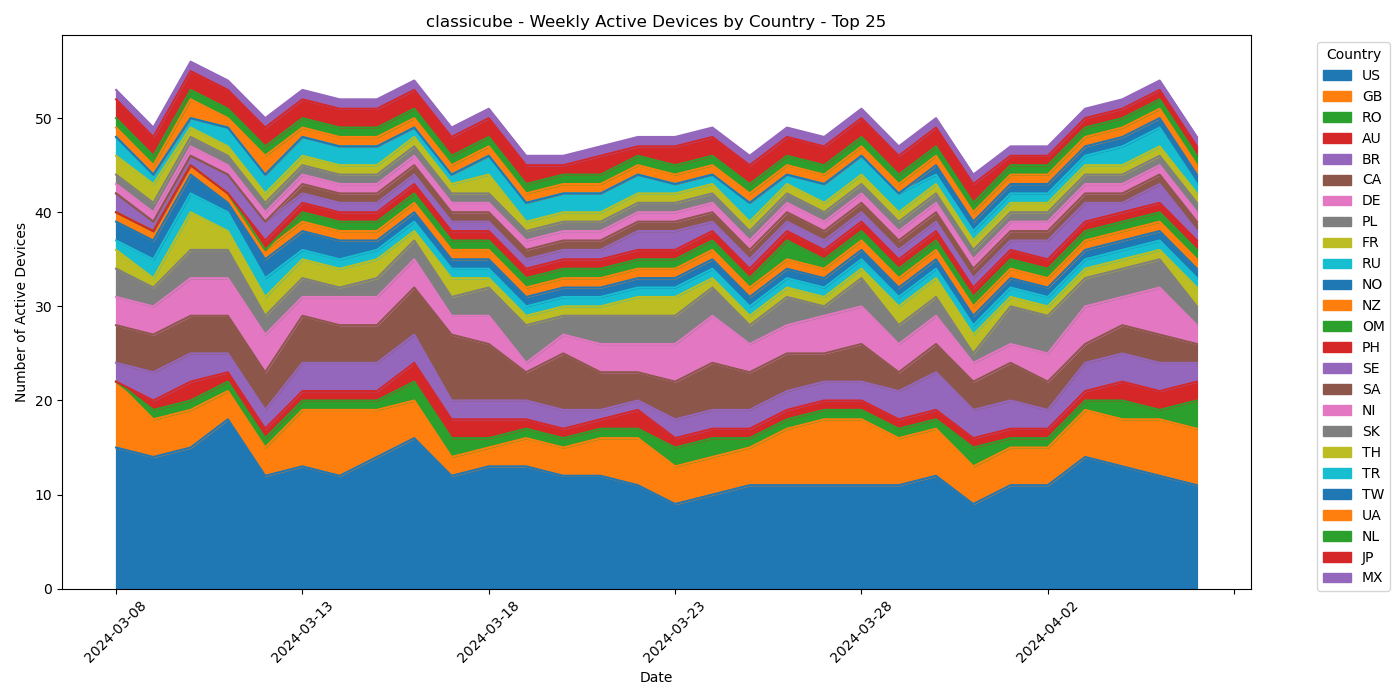 classicube - Weekly Active Devices by Country - Top 25
Number of Active Devices
50
40
30
20
10
0
2024-03-08
2024-03-13
2024-03-18
2024-03-23
2024-03-28
2024-04-02
Date
Country
US
GB
RO
AU
BR
CA
DE
PL
FR
RU
NO
NZ
OM
PH
SE
SA
NI
SK
TH
TR
TW
UA
NL
JP
MX